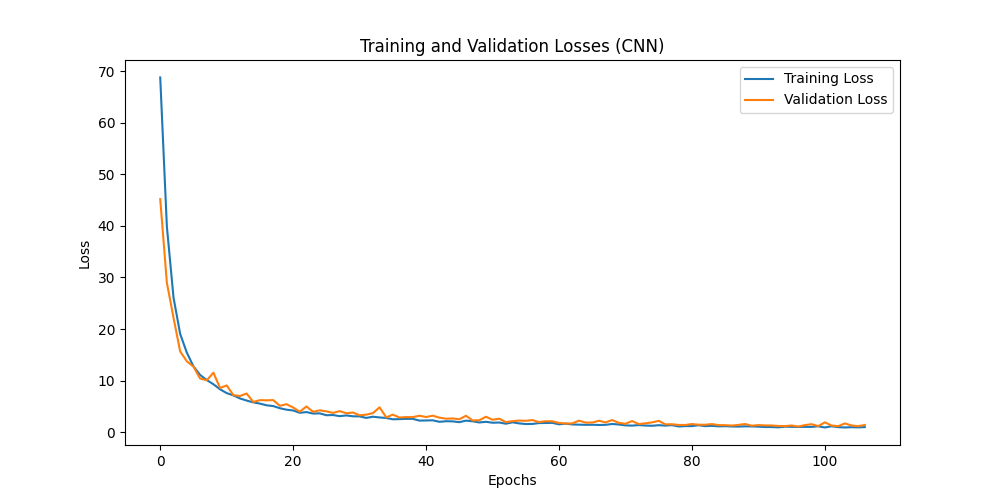 Training and Validation Losses (CNN)
Training Loss
Validation Loss
70
60
50
40
30
20
10
0
Loss
0 20 40 60 80 100
Epochs